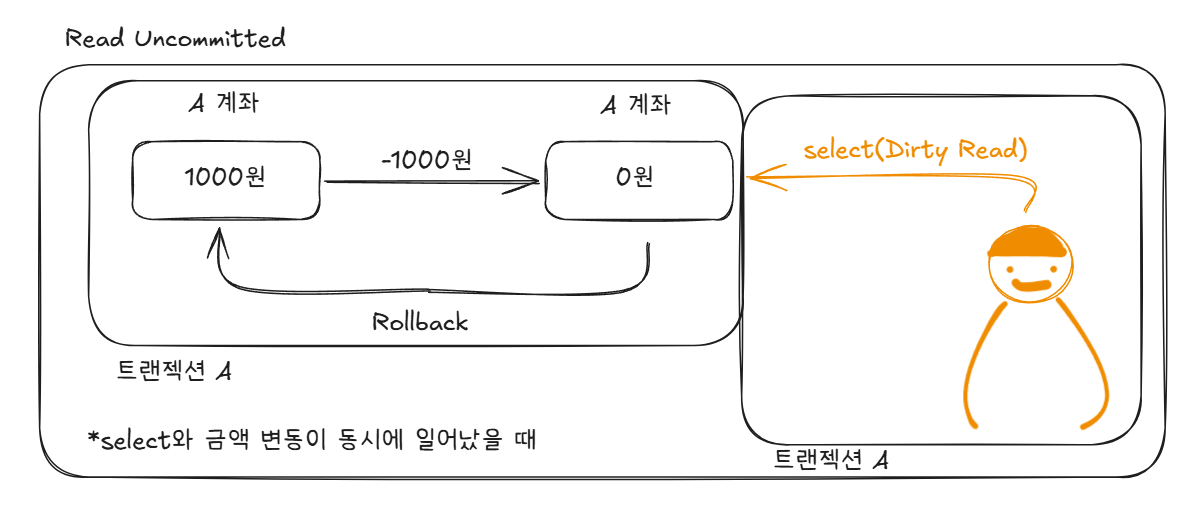 Read Uncommitted
A 계좌
A 계좌
1000원
-1000원
0원
select(Dirty Read)
Rollback
트랜젝션 A
*select와 금액 변동이 동시에 일어났을 때
트랜젝션 A